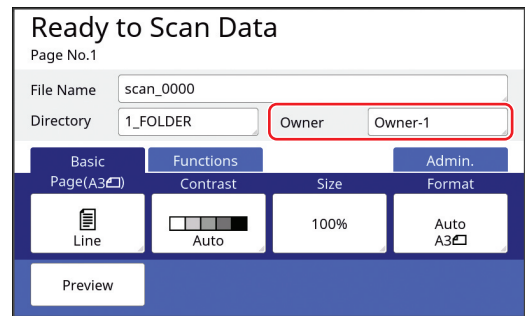 Ready to Scan Data
Page No.1
File Name scan_0000
Directory 1_FOLDER Owner Owner-1
Basic Functions Admin.
Page(A3) Contrast Size Format
Line Auto 100% Auto
A3
Preview